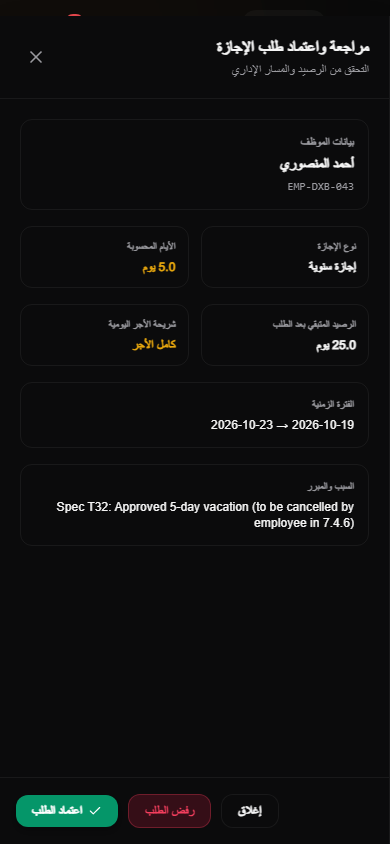 مراجعة واعتماد طلب الإجازة
التحقق من الرصيد والمسار الإداري
بيانات الموظف
أحمد المنصوري
EMP-DXB-043
نوع الإجازة
إجازة سنوية
الأيام المحسوبة
5.0 يوم
الرصيد المتبقي بعد الطلب
25.0 يوم
شريحة الأجر اليومية
كامل الأجر
الفترة الزمنية
2026-10-19 → 2026-10-23
السبب والمبرر
Spec T32: Approved 5-day vacation (to be cancelled by
employee in 7.4.6)
إغلاق
رفض الطلب
اعتماد الطلب